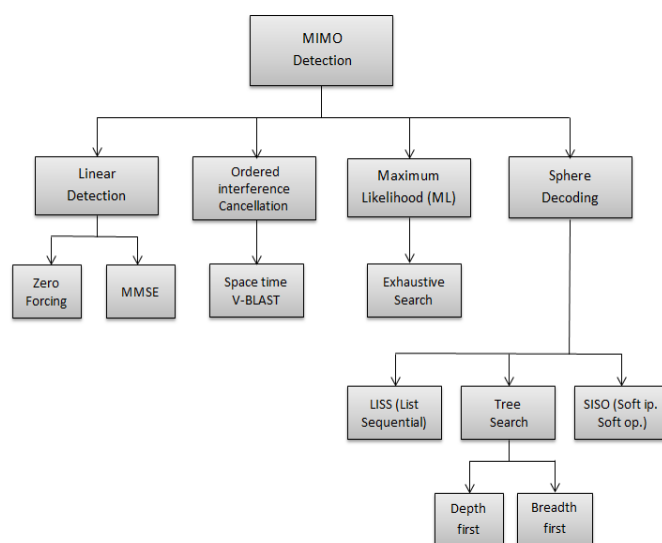 MIMO
Detection
Linear
Detection
Ordered
interference
Cancellation
Maximum
Likelihood (ML)
Sphere
Decoding
Zero
Forcing
MMSE
Space time
V-BLAST
Exhaustive
Search
LISS (List
Sequential)
Tree
Search
SISO (Soft ip.
Soft op.)
Depth
first
Breadth
first